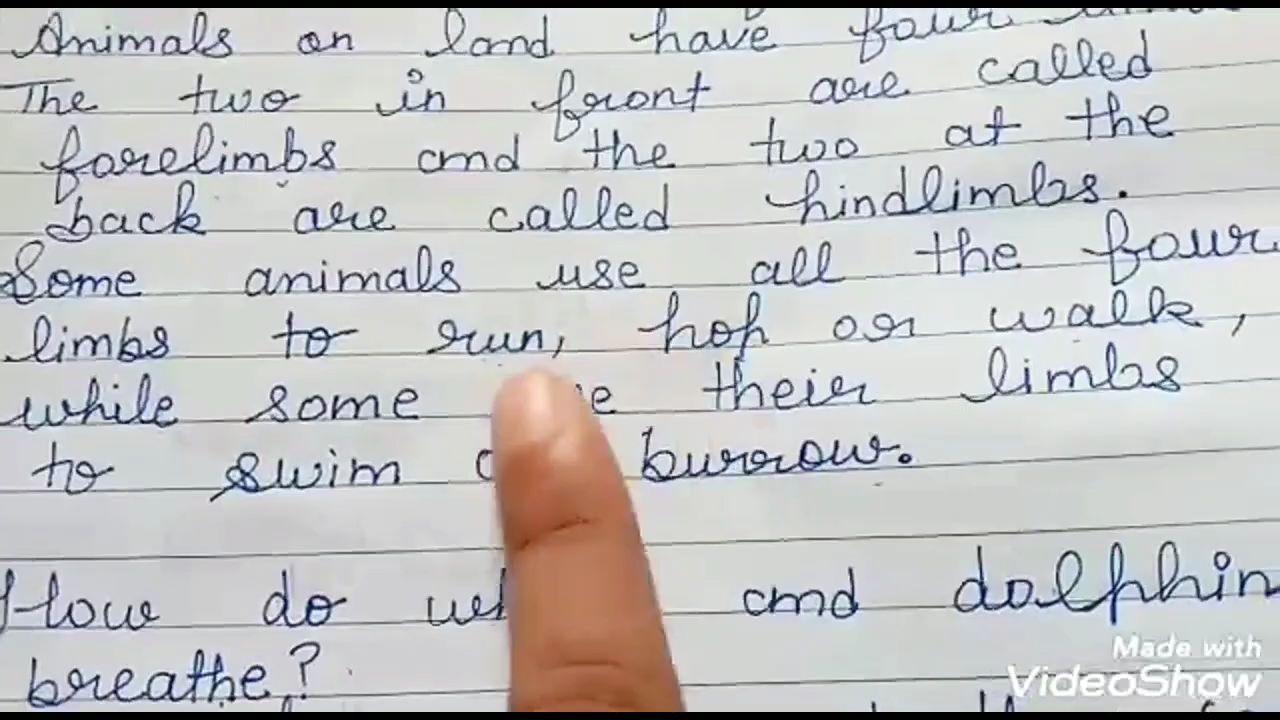 Animals on land have four
The two in front are called
forelimbs and the two at the
back are called hindlimbs.
Some animals use all the four
limbs to run, hop or walk,
while some their limbs
to swim burrow.
How do and dolphin
breathe?
Made with
VideoShow